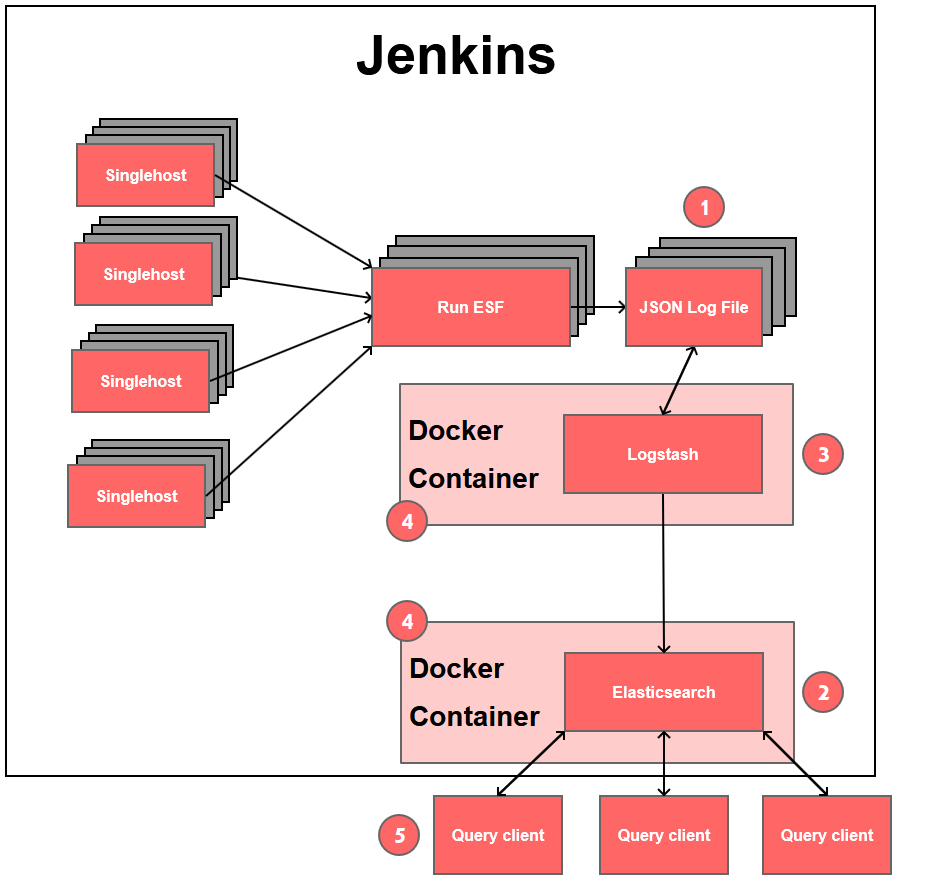 Jenkins
Singlehost
Singlehost
Singlehost
Singlehost
Run ESF
1
JSON Log File
Docker
Container
Logstash
3
4
4
Docker
Container
Elasticsearch
2
5
Query client
Query client
Query client